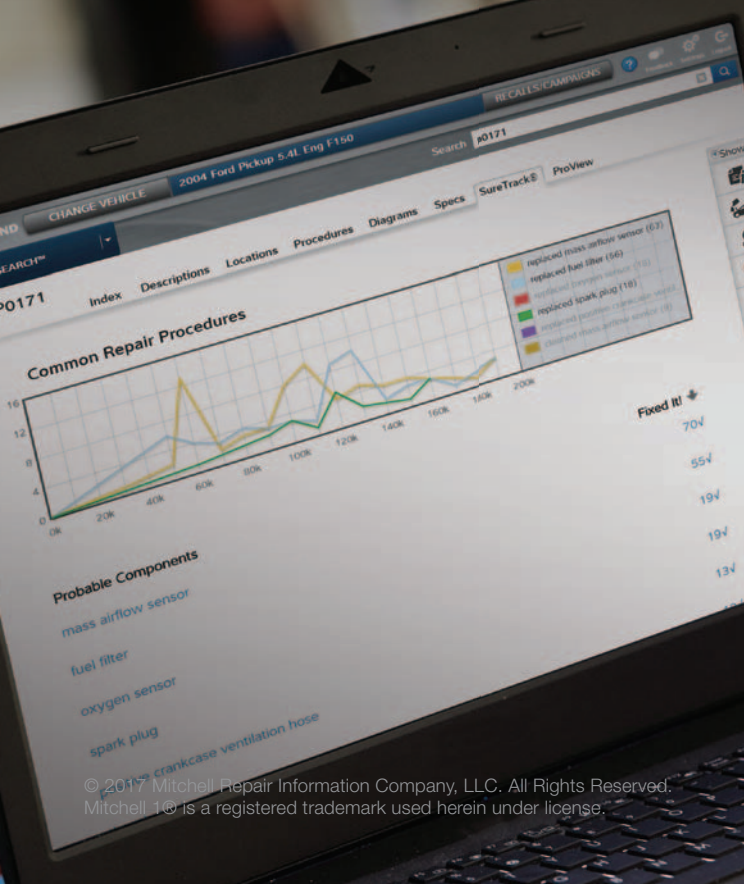 RECALLS/CAMPAIGNS
?
2004 Ford Pickup 5.4L Eng F150
CHANGE VEHICLE
Search p0171
SureTrack® ProView
Index Descriptions Locations Procedures Diagrams Specs
P0171
Common Repair Procedures
replaced mass airflow sensor (63)
replaced fuel filter (56)
replaced spark plug (18)
16
12
8
4
0
0k 20k 40k 60k 80k 100k 120k 140k 160k 180k 200k
Fixed It!
70√
55√
19√
19√
13√
Probable Components
mass airflow sensor
fuel filter
oxygen sensor
spark plug
crankcase ventilation hose
© 2017 Mitchell Repair Information Company, LLC. All Rights Reserved.
Mitchell 1® is a registered trademark used herein under license.